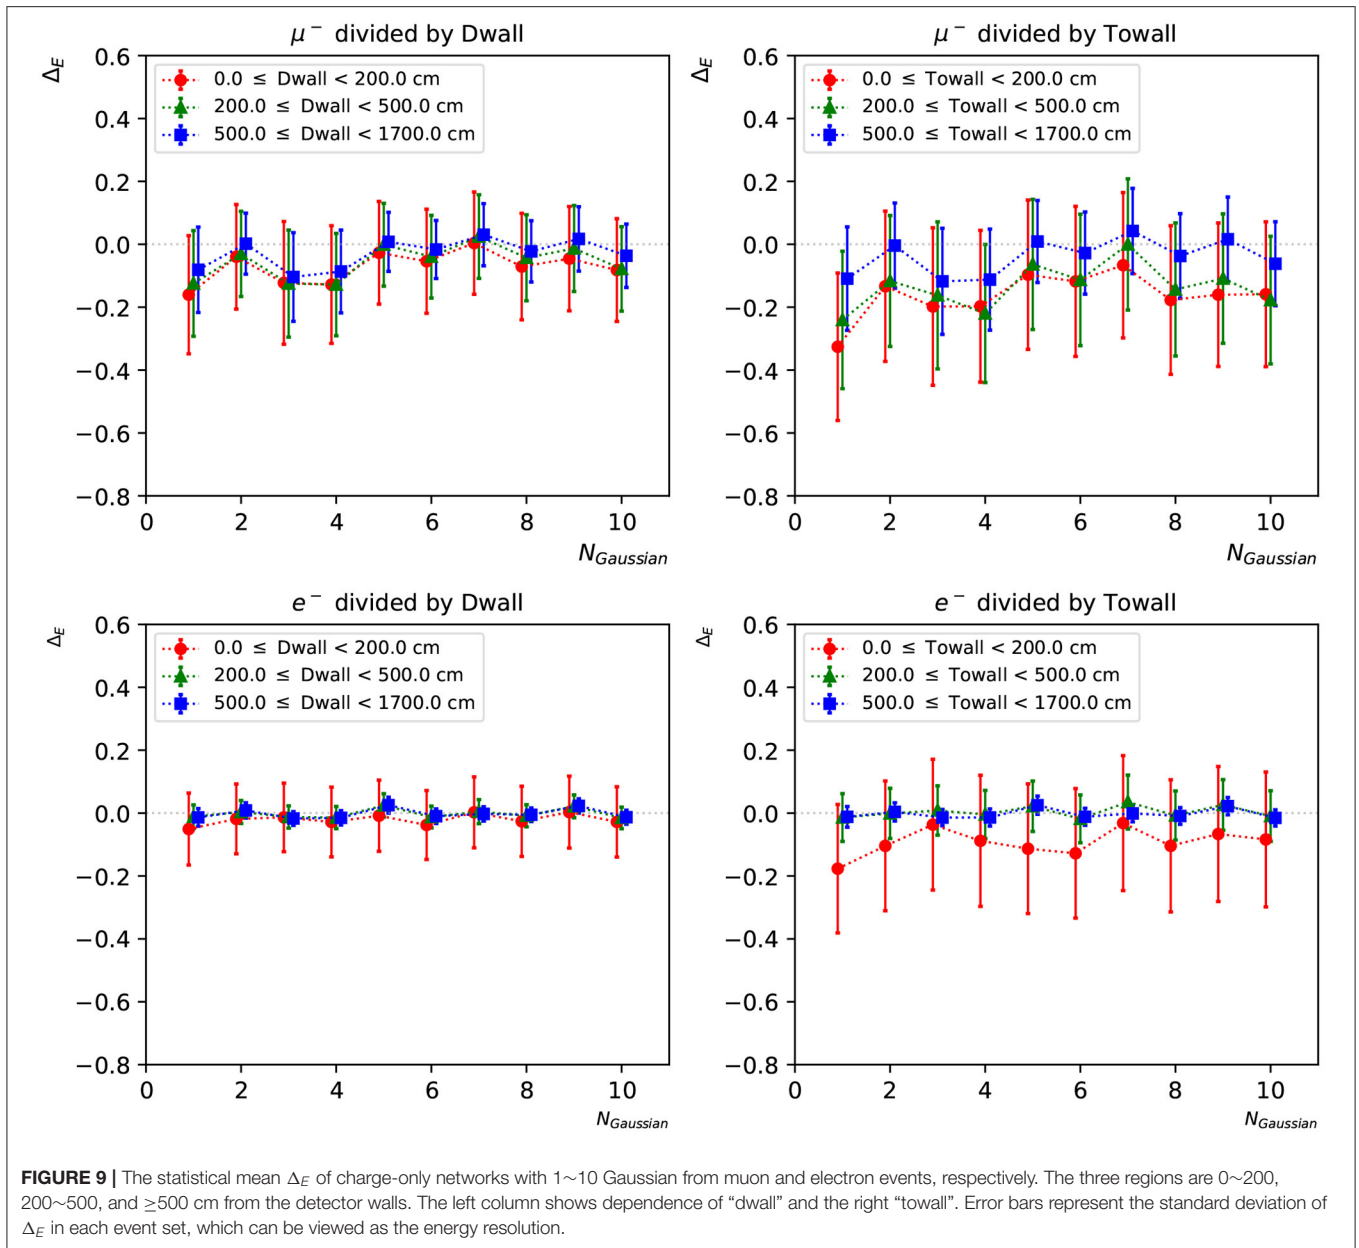 μ⁻ divided by Dwall
Δ_E
0.6
0.4
0.2
0.0
−0.2
−0.4
−0.6
−0.8
0.0 ≤ Dwall < 200.0 cm
200.0 ≤ Dwall < 500.0 cm
500.0 ≤ Dwall < 1700.0 cm
0 2 4 6 8 10
N_Gaussian
μ⁻ divided by Towall
Δ_E
0.6
0.4
0.2
0.0
−0.2
−0.4
−0.6
−0.8
0.0 ≤ Towall < 200.0 cm
200.0 ≤ Towall < 500.0 cm
500.0 ≤ Towall < 1700.0 cm
0 2 4 6 8 10
N_Gaussian
e⁻ divided by Dwall
Δ_E
0.6
0.4
0.2
0.0
−0.2
−0.4
−0.6
−0.8
0.0 ≤ Dwall < 200.0 cm
200.0 ≤ Dwall < 500.0 cm
500.0 ≤ Dwall < 1700.0 cm
0 2 4 6 8 10
N_Gaussian
e⁻ divided by Towall
Δ_E
0.6
0.4
0.2
0.0
−0.2
−0.4
−0.6
−0.8
0.0 ≤ Towall < 200.0 cm
200.0 ≤ Towall < 500.0 cm
500.0 ≤ Towall < 1700.0 cm
0 2 4 6 8 10
N_Gaussian
FIGURE 9 | The statistical mean Δ_E of charge-only networks with 1~10 Gaussian from muon and electron events, respectively. The three regions are 0~200,
200~500, and ≥500 cm from the detector walls. The left column shows dependence of “dwall” and the right “towall”. Error bars represent the standard deviation of
Δ_E in each event set, which can be viewed as the energy resolution.